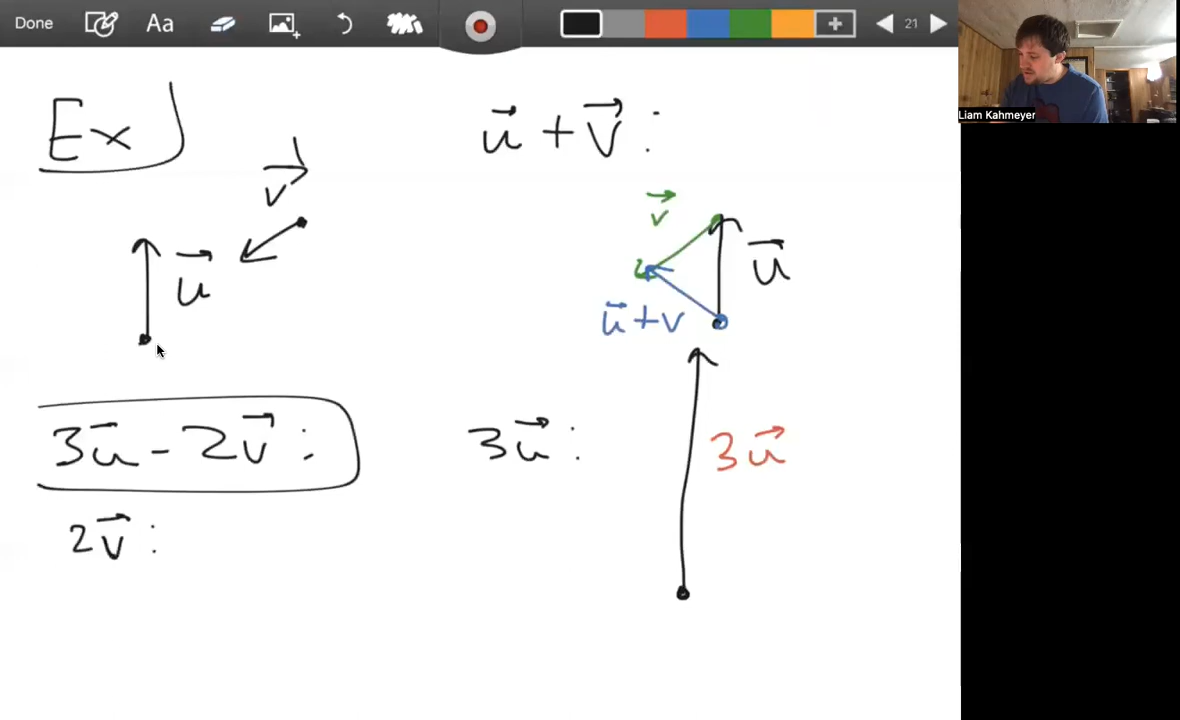 Done Aa 21
Liam Kahmeyer
Ex
v⃗
u⃗
u⃗ + v⃗ :
v⃗
u⃗
u⃗+v
3u⃗ - 2v⃗ :
2v⃗ :
3u⃗ :
3u⃗